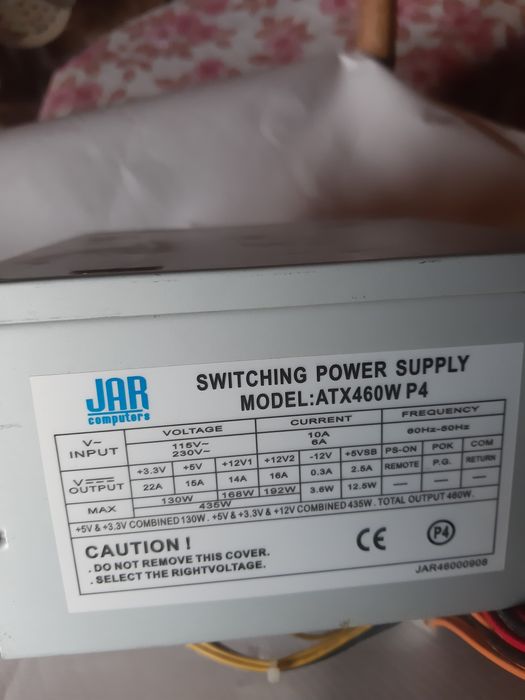 JAR
computers
SWITCHING POWER SUPPLY
MODEL:ATX460W P4
V~ INPUT VOLTAGE CURRENT FREQUENCY
115V~ 10A 60Hz-50Hz
230V~ 6A
V⎓ OUTPUT +3.3V +5V +12V1 +12V2 -12V +5VSB PS-ON POK COM
22A 15A 14A 16A 0.3A 2.5A REMOTE P.G. RETURN
MAX 130W 168W 192W 3.6W 12.5W — — —
435W
+5V & +3.3V COMBINED 130W . +5V & +3.3V & +12V COMBINED 435W . TOTAL OUTPUT 460W.
CAUTION !
. DO NOT REMOVE THIS COVER.
. SELECT THE RIGHTVOLTAGE.
CE
P4
JAR46000908